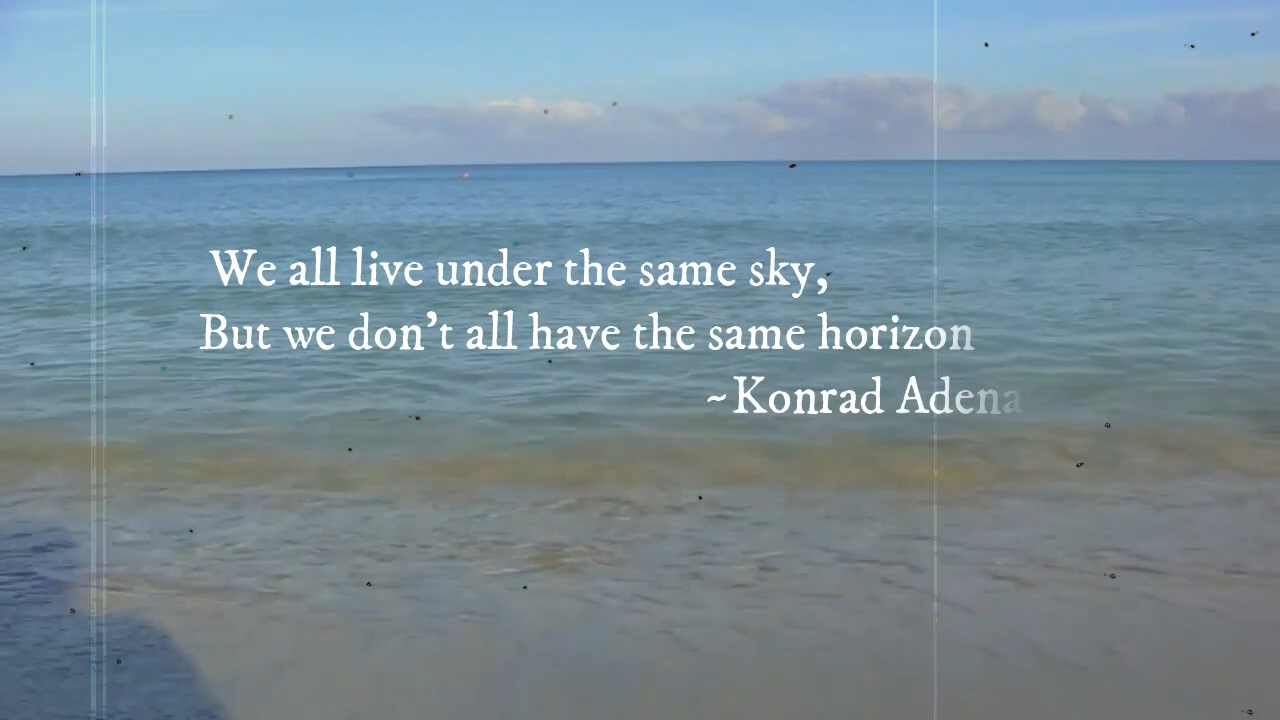 We all live under the same sky,
But we don't all have the same horizon
~Konrad Adena